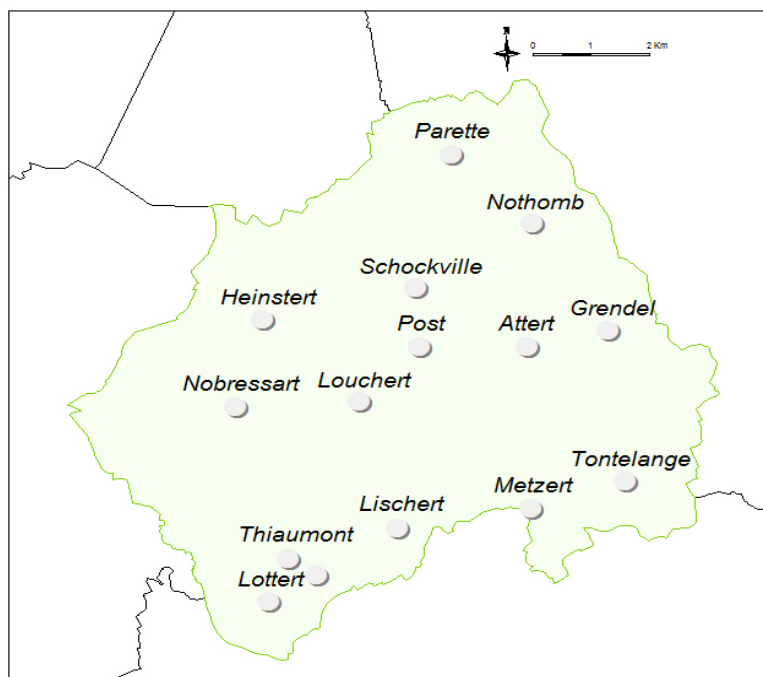 N
0 1 2 Km
Parette
Nothomb
Schockville
Heinstert
Grendel
Post
Attert
Nobressart
Louchert
Tontelange
Metzert
Lischert
Thiaumont
Lottert